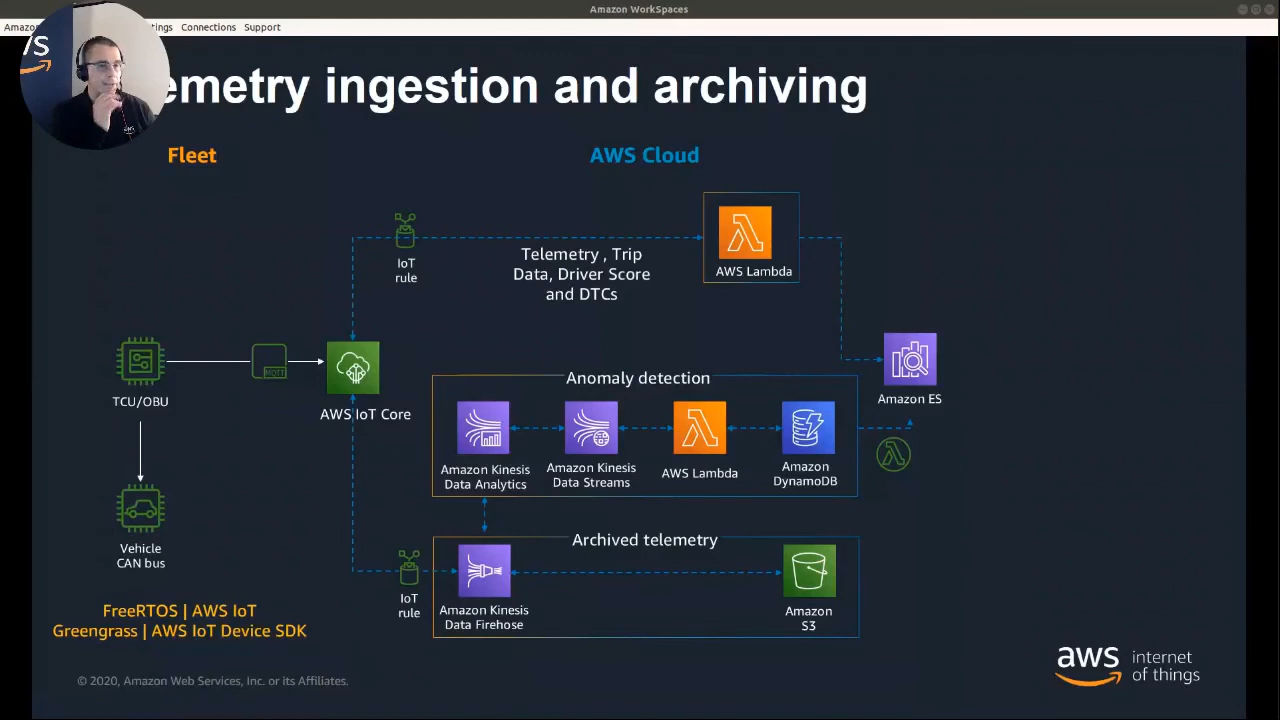 Amazon WorkSpaces
Amazon
Connections Support
emetry ingestion and archiving
Fleet
AWS Cloud
IoT
rule
Telemetry , Trip
Data, Driver Score
and DTCs
AWS Lambda
TCU/OBU
MQTT
AWS IoT Core
Amazon ES
Anomaly detection
Amazon Kinesis
Data Analytics
Amazon Kinesis
Data Streams
AWS Lambda
Amazon
DynamoDB
Vehicle
CAN bus
Archived telemetry
IoT
rule
Amazon Kinesis
Data Firehose
Amazon
S3
FreeRTOS | AWS IoT
Greengrass | AWS IoT Device SDK
© 2020, Amazon Web Services, Inc. or its Affiliates.
aws internet
of things